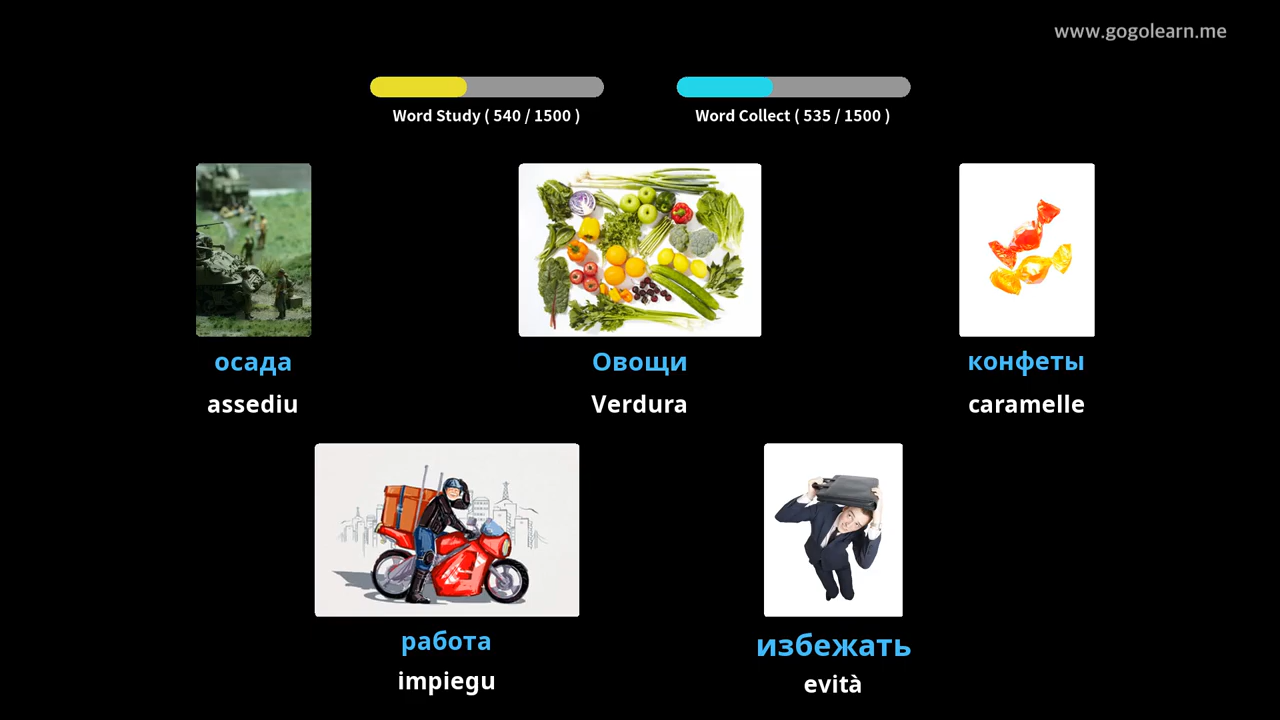 www.gogolearn.me
Word Study ( 540 / 1500 )
Word Collect ( 535 / 1500 )
осада
Овощи
конфеты
assediu
Verdura
caramelle
работа
избежать
impiegu
evità